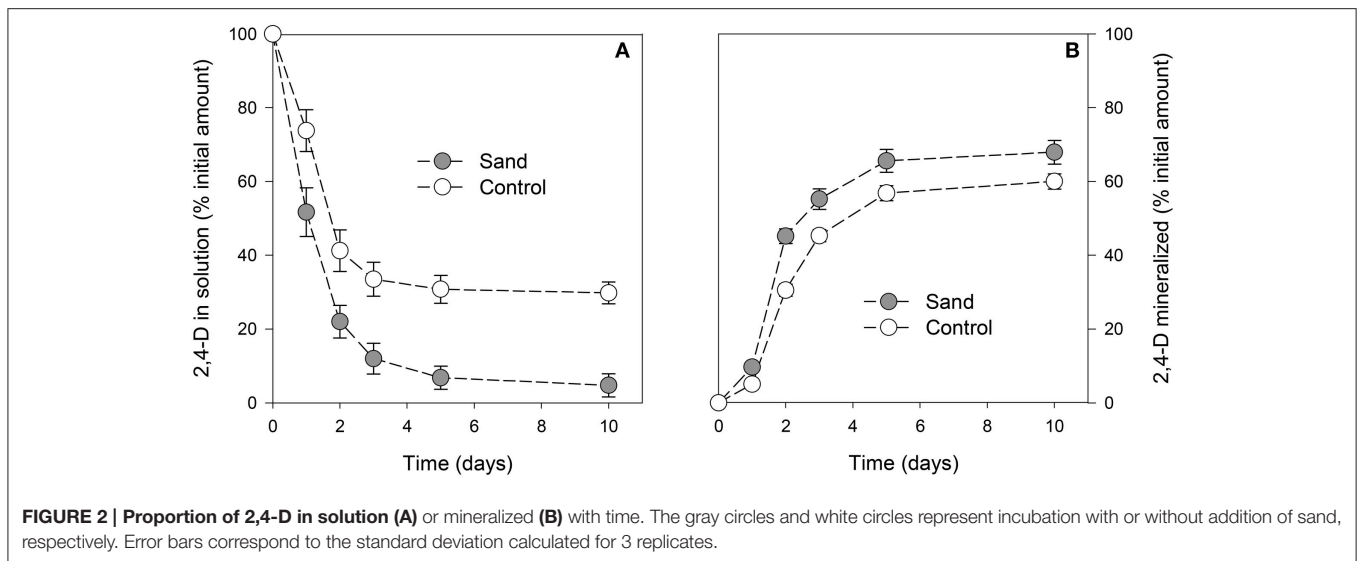 A
2,4-D in solution (% initial amount)
100
80
60
40
20
0
Sand
Control
0 2 4 6 8 10
Time (days)
B
100
80
60
40
20
0
2,4-D mineralized (% initial amount)
Sand
Control
0 2 4 6 8 10
Time (days)
FIGURE 2 | Proportion of 2,4-D in solution (A) or mineralized (B) with time. The gray circles and white circles represent incubation with or without addition of sand,
respectively. Error bars correspond to the standard deviation calculated for 3 replicates.